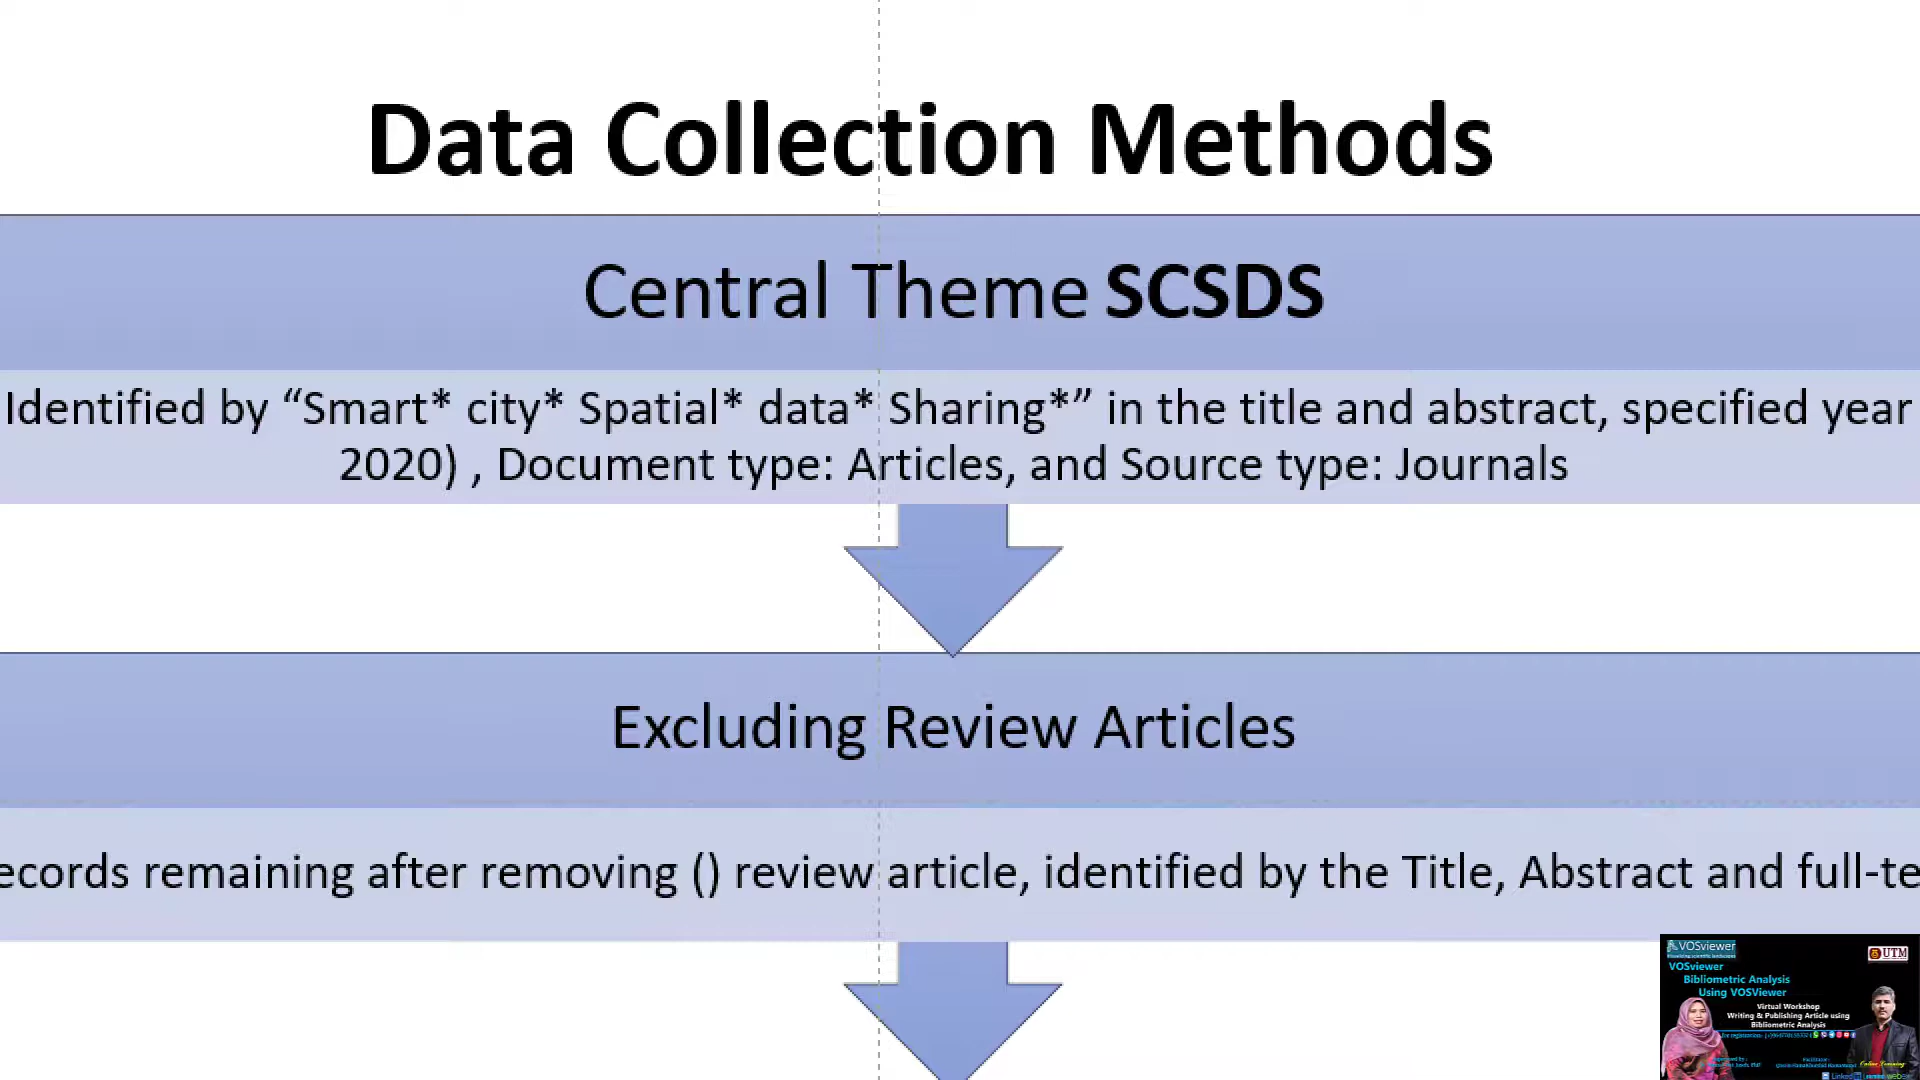 Data Collection Methods
Central Theme SCSDS
Identified by “Smart* city* Spatial* data* Sharing*” in the title and abstract, specified year
2020) , Document type: Articles, and Source type: Journals
Excluding Review Articles
ecords remaining after removing () review article, identified by the Title, Abstract and full-te
VOSviewer
UTM
VOSviewer
Bibliometric Analysis
Using VOSViewer
Virtual Workshop
Writing & Publishing Article using
Bibliometric Analysis